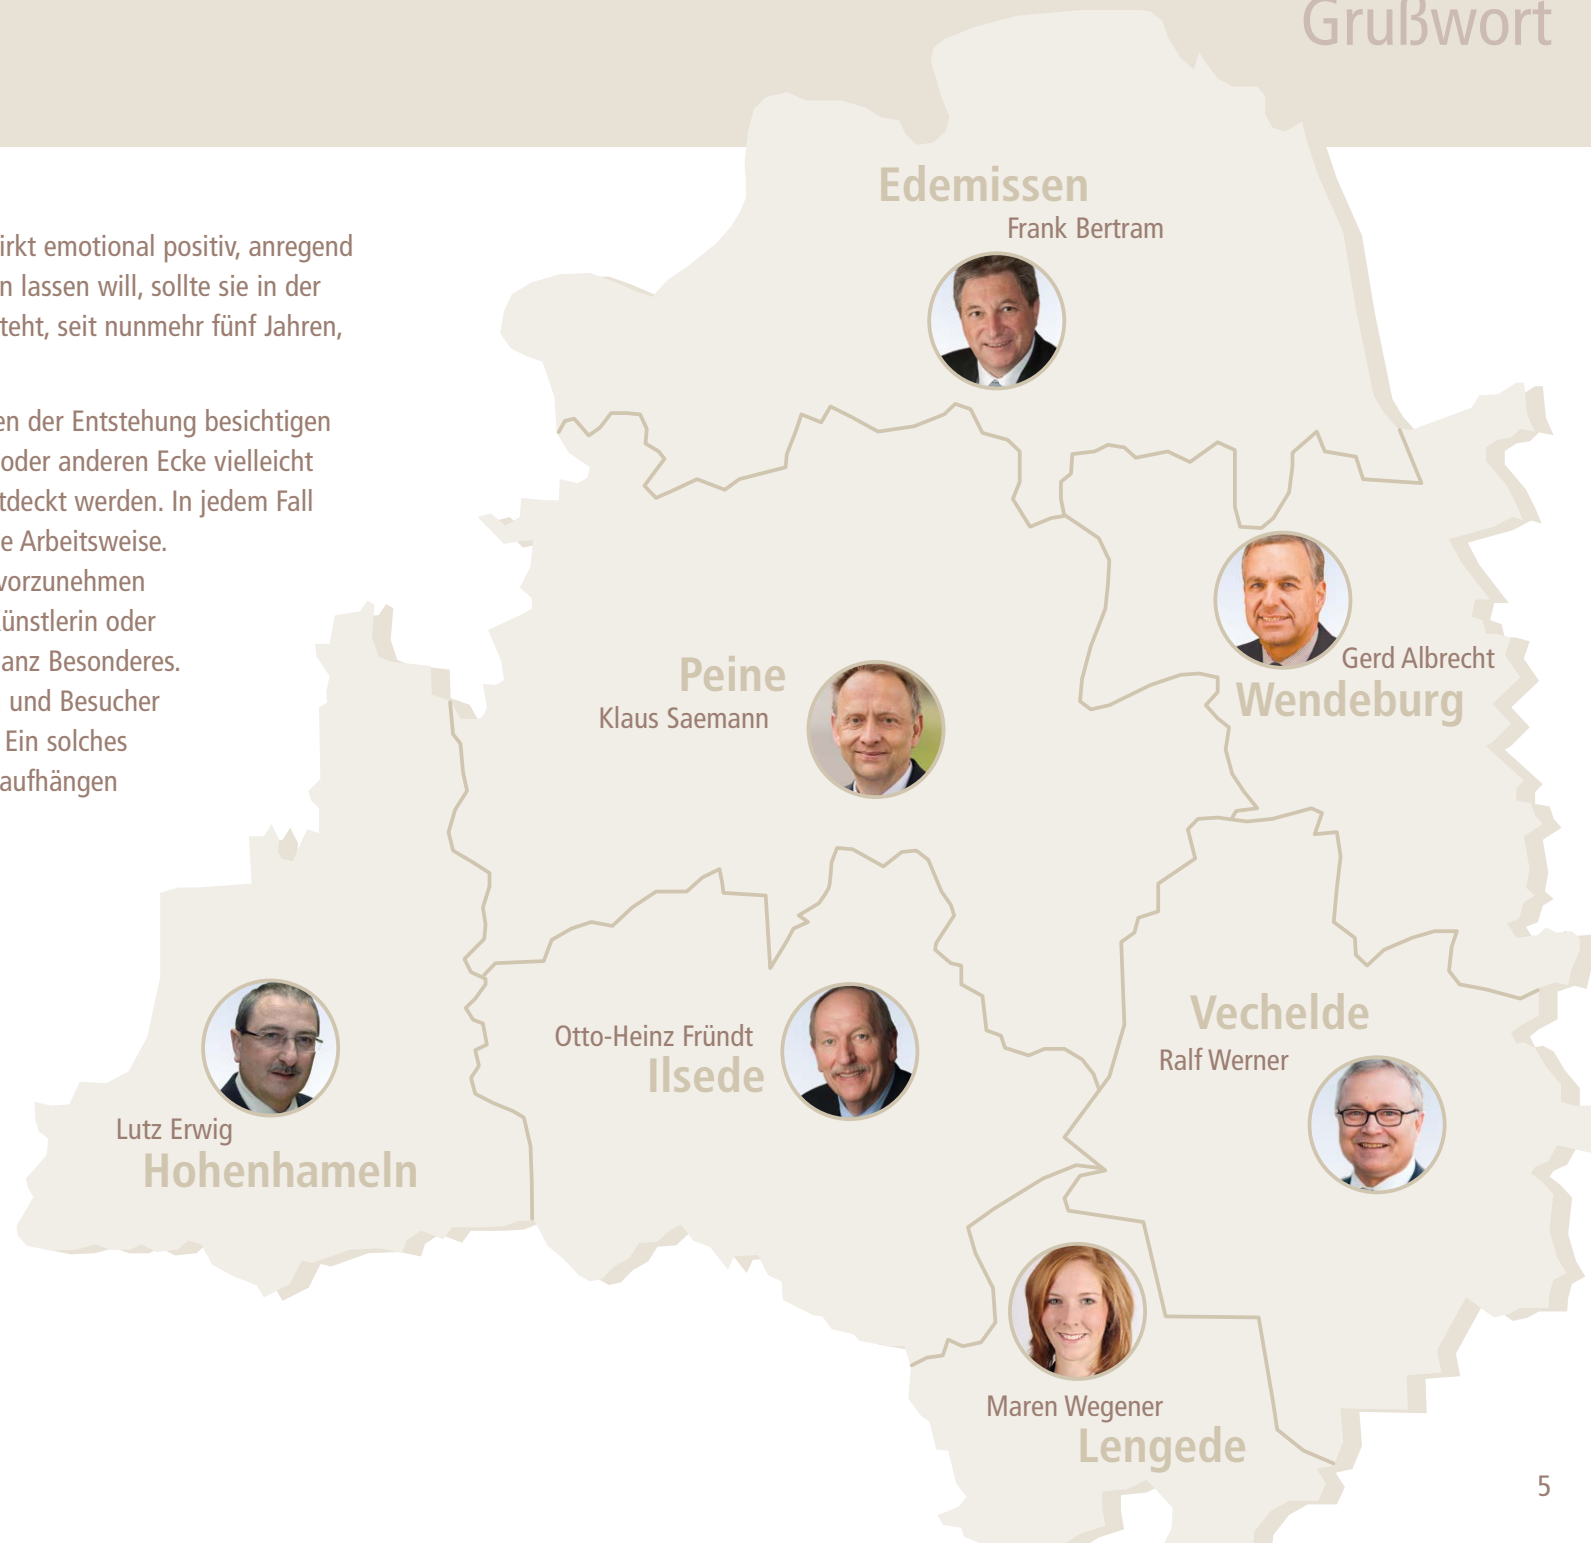 Grußwort
irkt emotional positiv, anregend
n lassen will, sollte sie in der
teht, seit nunmehr fünf Jahren,
en der Entstehung besichtigen
oder anderen Ecke vielleicht
tdeckt werden. In jedem Fall
e Arbeitsweise.
vorzunehmen
ünstlerin oder
anz Besonderes.
und Besucher
Ein solches
aufhängen
Edemissen
Frank Bertram
Gerd Albrecht
Wendeburg
Peine
Klaus Saemann
Vechelde
Ralf Werner
Otto-Heinz Fründt
Ilsede
Lutz Erwig
Hohenhameln
Maren Wegener
Lengede
5